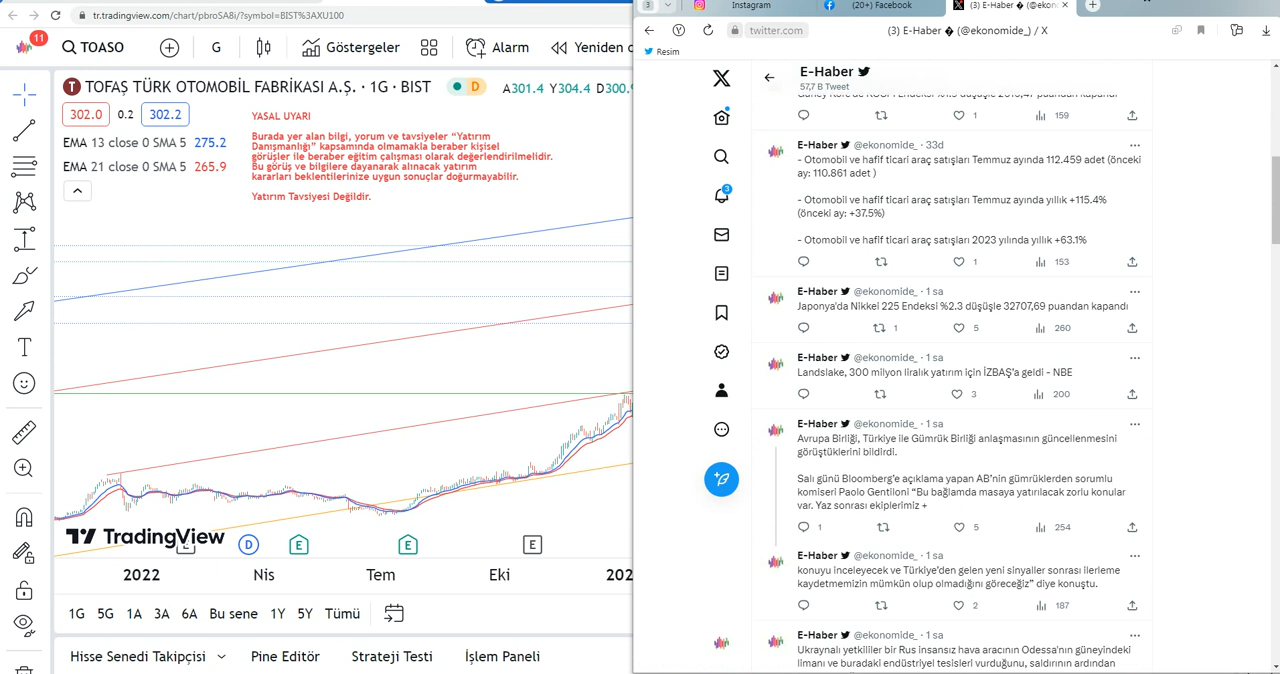 tr.tradingview.com/chart/pbroSA8i/?symbol=BIST%3AXU100
11
TOASO
G
Göstergeler
Alarm
Yeniden
TOFAŞ TÜRK OTOMOBİL FABRİKASI A.Ş. · 1G · BIST
D
A301.4 Y304.4 D300.
302.0
0.2
302.2
EMA 13 close 0 SMA 5 275.2
EMA 21 close 0 SMA 5 265.9
YASAL UYARI
Burada yer alan bilgi, yorum ve tavsiyeler “Yatırım
Danışmanlığı” kapsamında olmamakla beraber kişisel
görüşler ile beraber eğitim çalışması olarak değerlendirilmelidir.
Bu görüş ve bilgilere dayanarak alınacak yatırım
kararları beklentilerinize uygun sonuçlar doğurmayabilir.
Yatırım Tavsiyesi Değildir.
TradingView
E
D
E
E
E
2022
Nis
Tem
Eki
202
1G 5G 1A 3A 6A Bu sene 1Y 5Y Tümü
Hisse Senedi Takipçisi
Pine Editör
Strateji Testi
İşlem Paneli
3
Instagram
(20+) Facebook
(3) E-Haber � (@ekono
twitter.com
(3) E-Haber � (@ekonomide_) / X
Resim
E-Haber
57,7 B Tweet
Güney Kore'de KOSPI Endeksi
1
159
3
E-Haber @ekonomide_ · 33d
- Otomobil ve hafif ticari araç satışları Temmuz ayında 112.459 adet (önceki
ay: 110.861 adet )
- Otomobil ve hafif ticari araç satışları Temmuz ayında yıllık +115.4%
(önceki ay: +37.5%)
- Otomobil ve hafif ticari araç satışları 2023 yılında yıllık +63.1%
1
153
E-Haber @ekonomide_ · 1 sa
Japonya'da Nikkei 225 Endeksi %2.3 düşüşle 32707,69 puandan kapandı
1
5
260
E-Haber @ekonomide_ · 1 sa
Landslake, 300 milyon liralık yatırım için İZBAŞ’a geldi - NBE
3
200
E-Haber @ekonomide_ · 1 sa
Avrupa Birliği, Türkiye ile Gümrük Birliği anlaşmasının güncellenmesini
görüştüklerini bildirdi.
Salı günü Bloomberg’e açıklama yapan AB’nin gümrüklerden sorumlu
komiseri Paolo Gentiloni “Bu bağlamda masaya yatırılacak zorlu konular
var. Yaz sonrası ekiplerimiz +
1
5
254
E-Haber @ekonomide_ · 1 sa
konuyu inceleyecek ve Türkiye’den gelen yeni sinyaller sonrası ilerleme
kaydetmemizin mümkün olup olmadığını göreceğiz” diye konuştu.
2
187
E-Haber @ekonomide_ · 1 sa
Ukraynalı yetkililer bir Rus insansız hava aracının Odessa'nın güneyindeki
limanı ve buradaki endüstriyel tesisleri vurduğunu, saldırının ardından